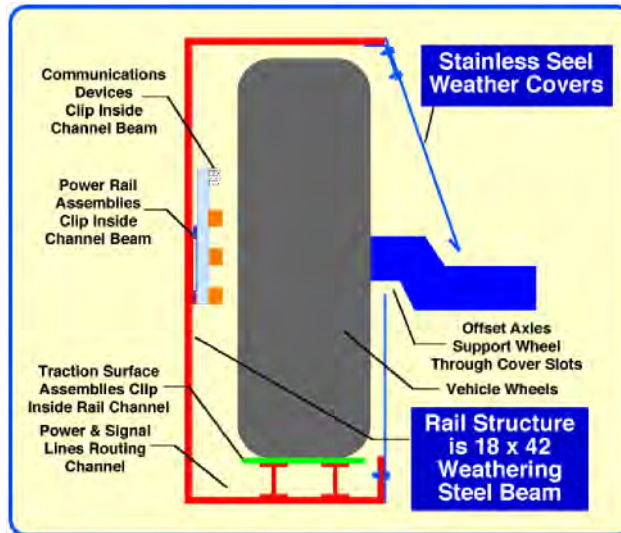 Communications
Devices
Clip Inside
Channel Beam
Stainless Seel
Weather Covers
Power Rail
Assemblies
Clip Inside
Channel Beam
Offset Axles
Support Wheel
Through Cover Slots
Vehicle Wheels
Traction Surface
Assemblies Clip
Inside Rail Channel
Power & Signal
Lines Routing
Channel
Rail Structure
is 18 x 42
Weathering
Steel Beam